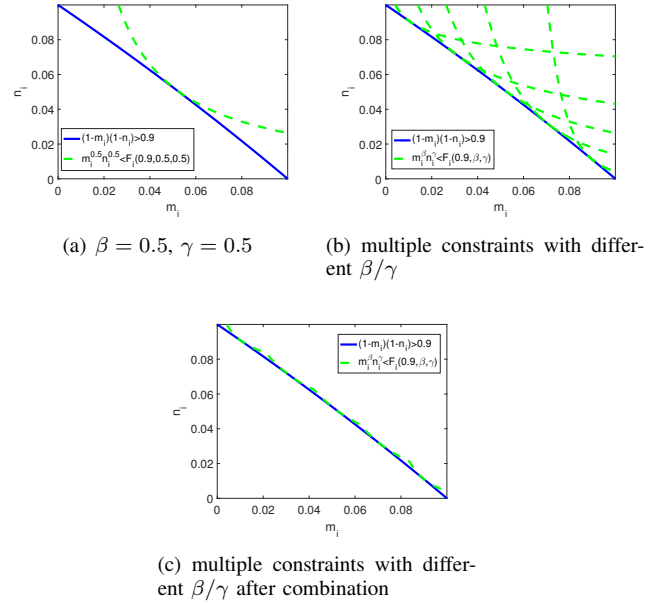 0.08
0.06
0.04
0.02
0
n_i
0 0.02 0.04 0.06 0.08
m_i
(1-m_i)(1-n_i)>0.9
m_i^0.5 n_i^0.5<F_i(0.9,0.5,0.5)
(a) β = 0.5, γ = 0.5
0.08
0.06
0.04
0.02
0
n_i
0 0.02 0.04 0.06 0.08
m_i
(1-m_i)(1-n_i)>0.9
m_i^β n_i^γ<F_i(0.9,β,γ)
(b) multiple constraints with differ-
ent β/γ
0.08
0.06
0.04
0.02
0
n_i
0 0.02 0.04 0.06 0.08
m_i
(1-m_i)(1-n_i)>0.9
m_i^β n_i^γ<F_i(0.9,β,γ)
(c) multiple constraints with differ-
ent β/γ after combination